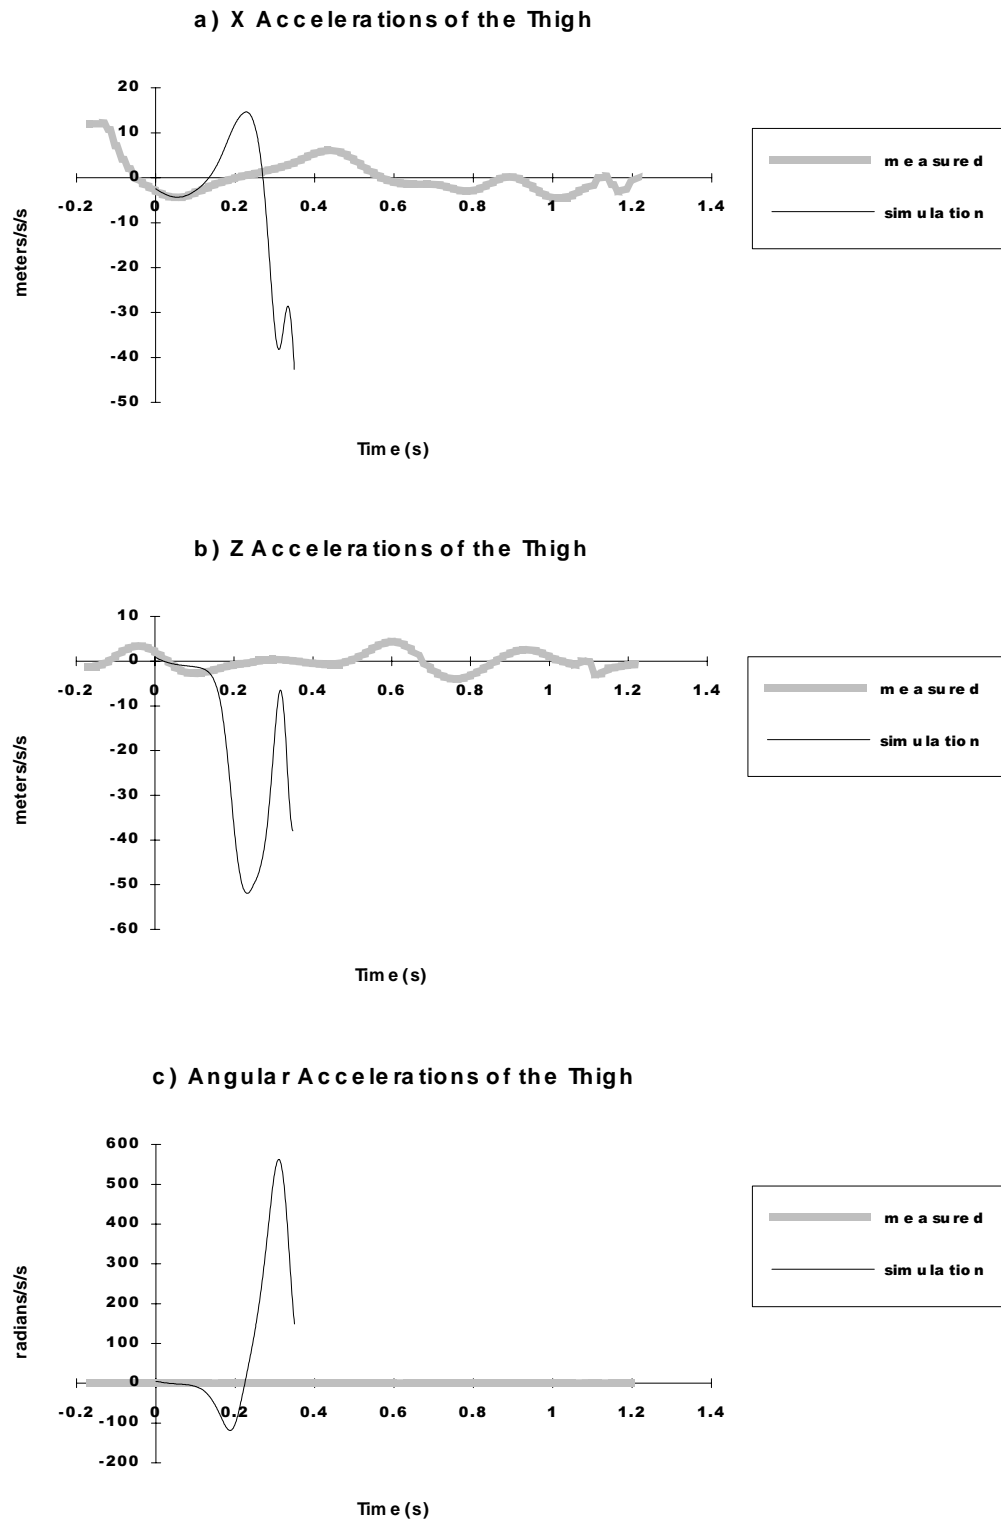 a) X Accelerations of the Thigh
20
10
0
-0.2 0 0.2 0.4 0.6 0.8 1 1.2 1.4
-10
-20
-30
-40
-50
meters/s/s
Time (s)
measured
simulation
b) Z Accelerations of the Thigh
10
0
-0.2 0 0.2 0.4 0.6 0.8 1 1.2 1.4
-10
-20
-30
-40
-50
-60
meters/s/s
Time (s)
measured
simulation
c) Angular Accelerations of the Thigh
600
500
400
300
200
100
0
-0.2 0 0.2 0.4 0.6 0.8 1 1.2 1.4
-100
-200
radians/s/s
Time (s)
measured
simulation